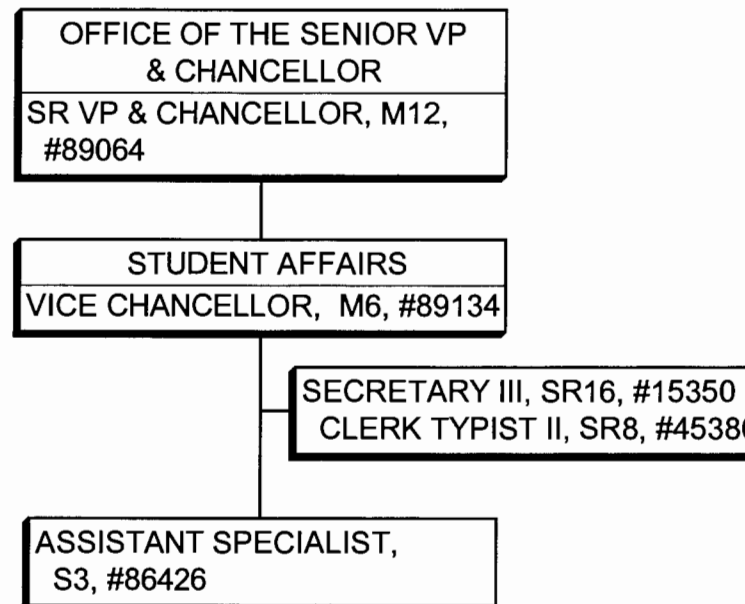 OFFICE OF THE SENIOR VP
& CHANCELLOR
SR VP & CHANCELLOR, M12,
#89064
STUDENT AFFAIRS
VICE CHANCELLOR, M6, #89134
SECRETARY III, SR16, #15350
CLERK TYPIST II, SR8,
ASSISTANT SPECIALIST,
S3, #86426